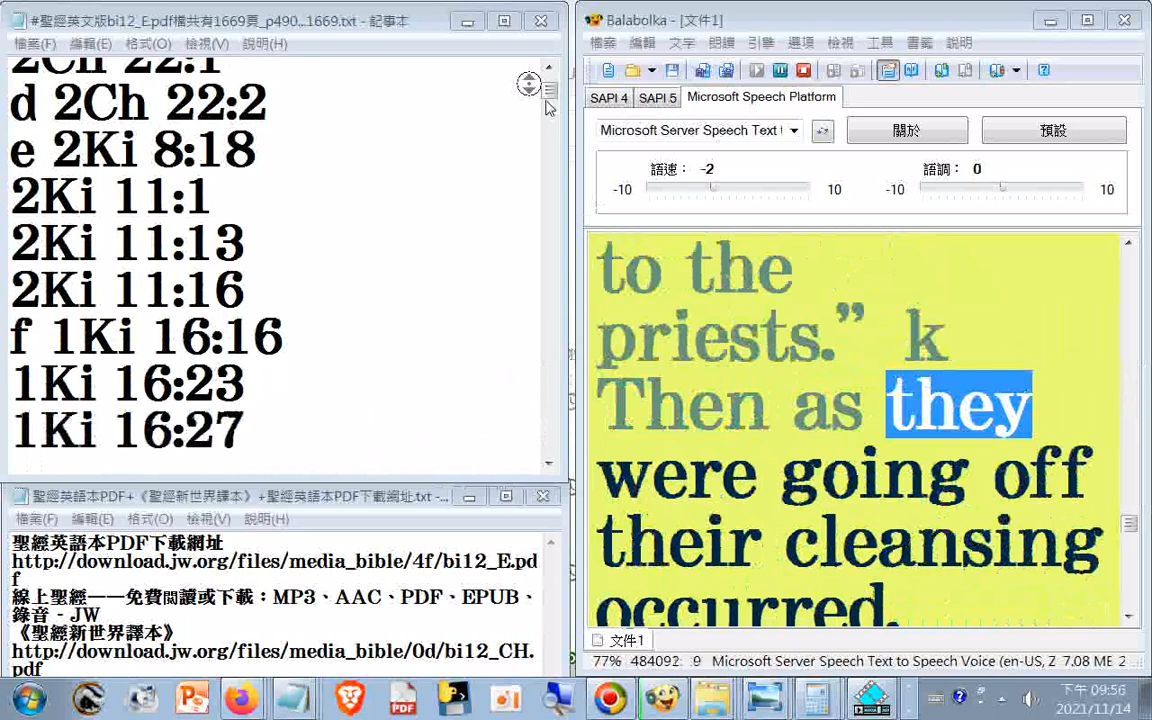 #聖經英文版bi12_E.pdf檔共有1669頁_p490...1669.txt - 記事本
檔案(F) 編輯(E) 格式(O) 檢視(V) 說明(H)
2Ch 22:1
d 2Ch 22:2
e 2Ki 8:18
2Ki 11:1
2Ki 11:13
2Ki 11:16
f 1Ki 16:16
1Ki 16:23
1Ki 16:27
聖經英語本PDF+《聖經新世界譯本》+聖經英語本PDF下載網址.txt -...
檔案(F) 編輯(E) 格式(O) 檢視(V) 說明(H)
聖經英語本PDF下載網址
http://download.jw.org/files/media_bible/4f/bi12_E.pd
f
線上聖經——免費閱讀或下載：MP3、AAC、PDF、EPUB、
錄音 - JW
《聖經新世界譯本》
http://download.jw.org/files/media_bible/0d/bi12_CH.
pdf
Balabolka - [文件1]
檔案 編輯 文字 朗讀 引擎 選項 檢視 工具 書籤 說明
SAPI 4 SAPI 5 Microsoft Speech Platform
Microsoft Server Speech Text 關於 預設
語速： -2 語調： 0
-10 10 -10 10
to the
priests.” k
Then as they
were going off
their cleansing
occurred.
文件1
77% 484092: :9 Microsoft Server Speech Text to Speech Voice (en-US, Z 7.08 ME 2
下午 09:56
2021/11/14